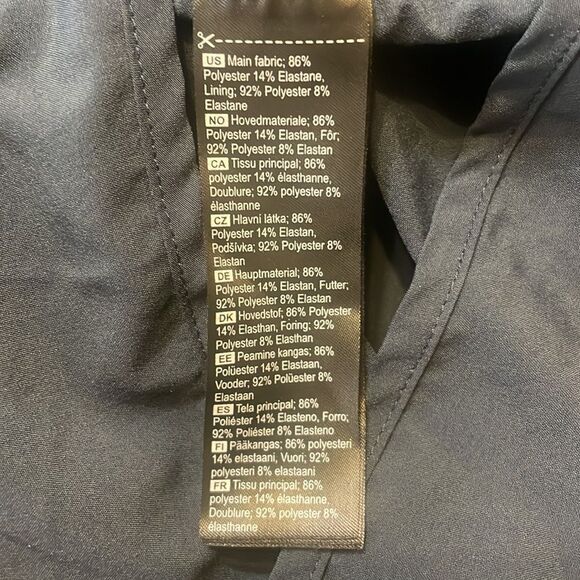 US Main fabric; 86%
Polyester 14% Elastane,
Lining; 92% Polyester 8%
Elastane
NO Hovedmateriale; 86%
Polyester 14% Elastan, Fôr;
92% Polyester 8% Elastan
CA Tissu principal; 86%
polyester 14% élasthanne,
Doublure; 92% polyester 8%
élasthanne
CZ Hlavní látka; 86%
Polyester 14% Elastan,
Podšívka; 92% Polyester 8%
Elastan
DE Hauptmaterial; 86%
Polyester 14% Elastan, Futter;
92% Polyester 8% Elastan
DK Hovedstof; 86% Polyester
14% Elasthan, Foring; 92%
Polyester 8% Elasthan
EE Peamine kangas; 86%
Polüester 14% Elastaan,
Vooder; 92% Polüester 8%
Elastaan
ES Tela principal; 86%
Poliéster 14% Elasteno, Forro;
92% Poliéster 8% Elasteno
FI Pääkangas; 86% polyesteri
14% elastaani, Vuori; 92%
polyesteri 8% elastaani
FR Tissu principal; 86%
polyester 14% élasthanne,
Doublure; 92% polyester 8%
élasthanne